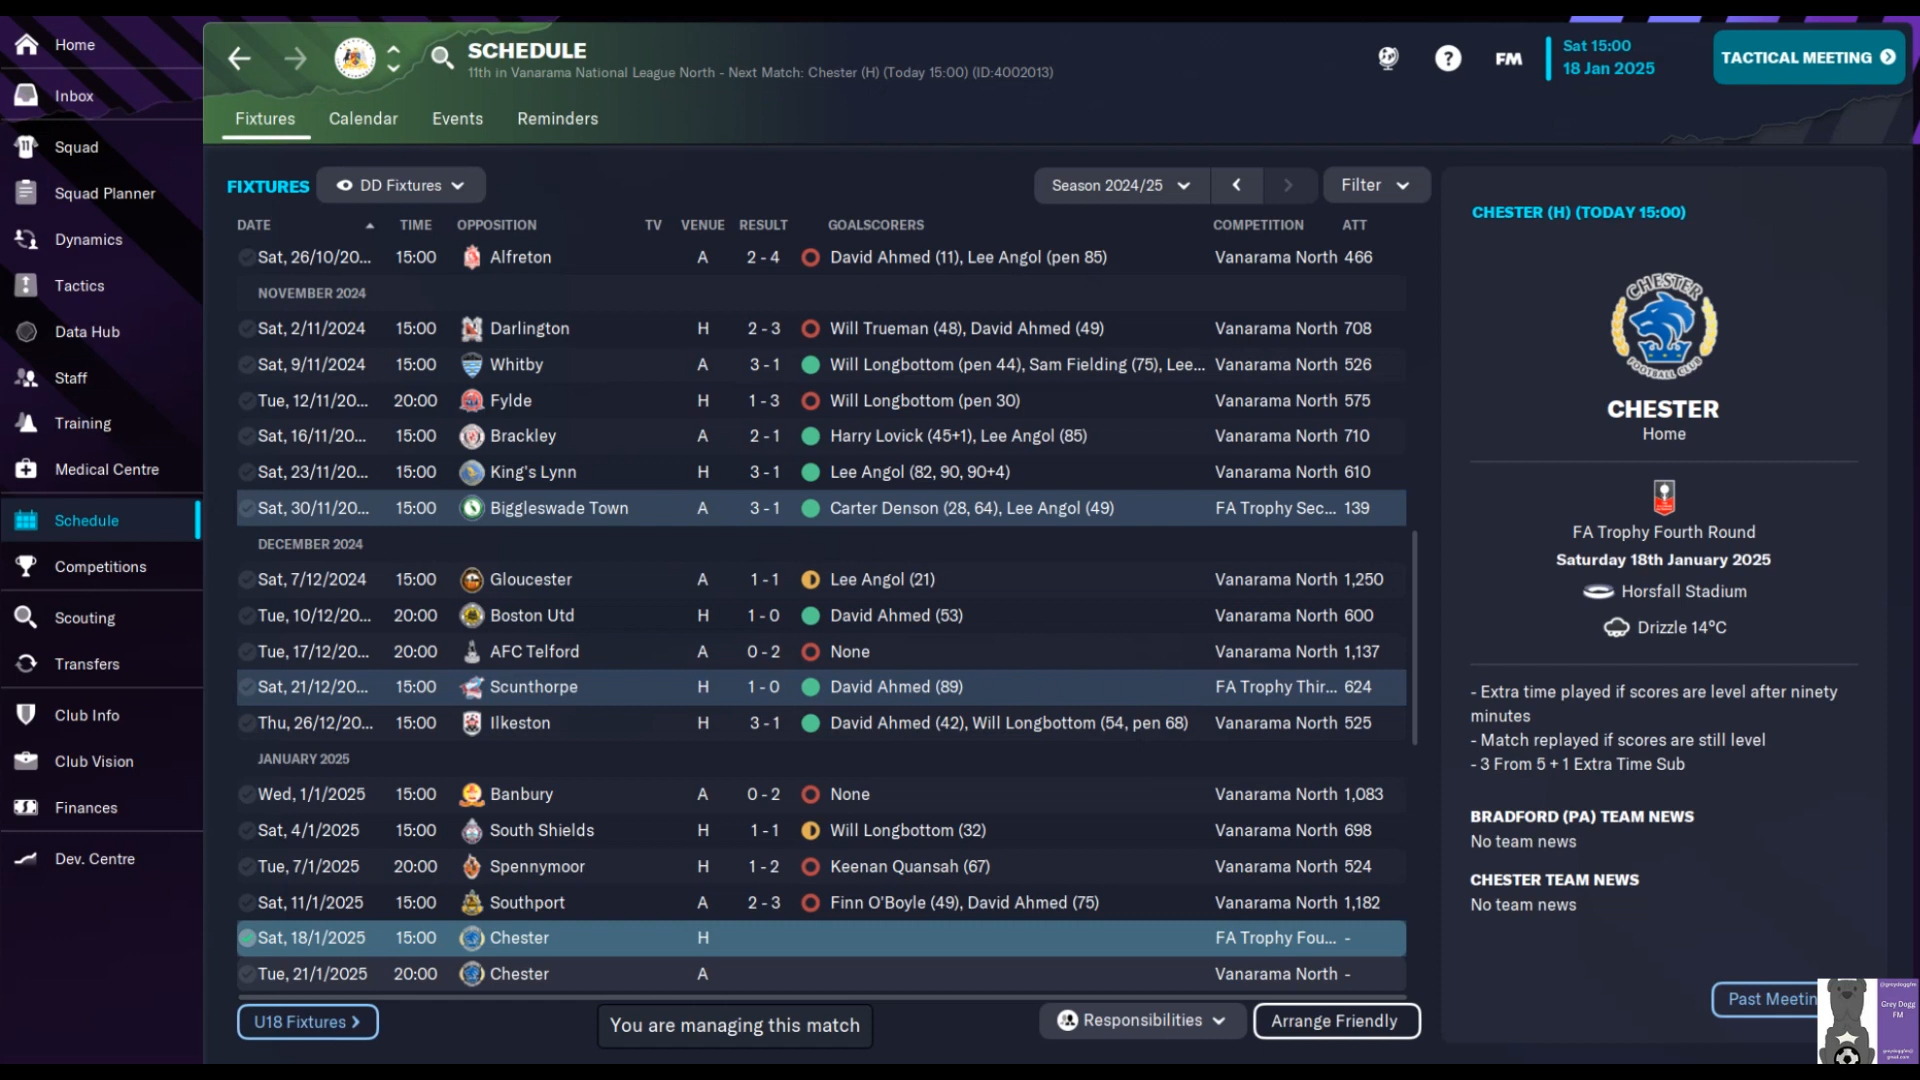 Home
Inbox
Squad
Squad Planner
Dynamics
Tactics
Data Hub
Staff
Training
Medical Centre
Schedule
Competitions
Scouting
Transfers
Club Info
Club Vision
Finances
Dev. Centre
SCHEDULE
11th in Vanarama National League North - Next Match: Chester (H) (Today 15:00) (ID:4002013)
FM
Sat 15:00
18 Jan 2025
TACTICAL MEETING
Fixtures Calendar Events Reminders
FIXTURES DD Fixtures Season 2024/25 Filter
DATE TIME OPPOSITION TV VENUE RESULT GOALSCORERS COMPETITION ATT
Sat, 26/10/20... 15:00 Alfreton A 2 - 4 David Ahmed (11), Lee Angol (pen 85) Vanarama North 466
NOVEMBER 2024
Sat, 2/11/2024 15:00 Darlington H 2 - 3 Will Trueman (48), David Ahmed (49) Vanarama North 708
Sat, 9/11/2024 15:00 Whitby A 3 - 1 Will Longbottom (pen 44), Sam Fielding (75), Lee... Vanarama North 526
Tue, 12/11/20... 20:00 Fylde H 1 - 3 Will Longbottom (pen 30) Vanarama North 575
Sat, 16/11/20... 15:00 Brackley A 2 - 1 Harry Lovick (45+1), Lee Angol (85) Vanarama North 710
Sat, 23/11/20... 15:00 King's Lynn H 3 - 1 Lee Angol (82, 90, 90+4) Vanarama North 610
Sat, 30/11/20... 15:00 Biggleswade Town A 3 - 1 Carter Denson (28, 64), Lee Angol (49) FA Trophy Sec... 139
DECEMBER 2024
Sat, 7/12/2024 15:00 Gloucester A 1 - 1 Lee Angol (21) Vanarama North 1,250
Tue, 10/12/20... 20:00 Boston Utd H 1 - 0 David Ahmed (53) Vanarama North 600
Tue, 17/12/20... 20:00 AFC Telford A 0 - 2 None Vanarama North 1,137
Sat, 21/12/20... 15:00 Scunthorpe H 1 - 0 David Ahmed (89) FA Trophy Thir... 624
Thu, 26/12/20... 15:00 Ilkeston H 3 - 1 David Ahmed (42), Will Longbottom (54, pen 68) Vanarama North 525
JANUARY 2025
Wed, 1/1/2025 15:00 Banbury A 0 - 2 None Vanarama North 1,083
Sat, 4/1/2025 15:00 South Shields H 1 - 1 Will Longbottom (32) Vanarama North 698
Tue, 7/1/2025 20:00 Spennymoor H 1 - 2 Keenan Quansah (67) Vanarama North 524
Sat, 11/1/2025 15:00 Southport A 2 - 3 Finn O'Boyle (49), David Ahmed (75) Vanarama North 1,182
Sat, 18/1/2025 15:00 Chester H FA Trophy Fou... -
Tue, 21/1/2025 20:00 Chester A Vanarama North -
U18 Fixtures You are managing this match Responsibilities Arrange Friendly
CHESTER (H) (TODAY 15:00)
CHESTER
FOOTBALL CLUB
CHESTER
Home
FA Trophy Fourth Round
Saturday 18th January 2025
Horsfall Stadium
Drizzle 14°C
- Extra time played if scores are level after ninety
minutes
- Match replayed if scores are still level
- 3 From 5 + 1 Extra Time Sub
BRADFORD (PA) TEAM NEWS
No team news
CHESTER TEAM NEWS
No team news
Past Meetin
Grey Dogg
FM